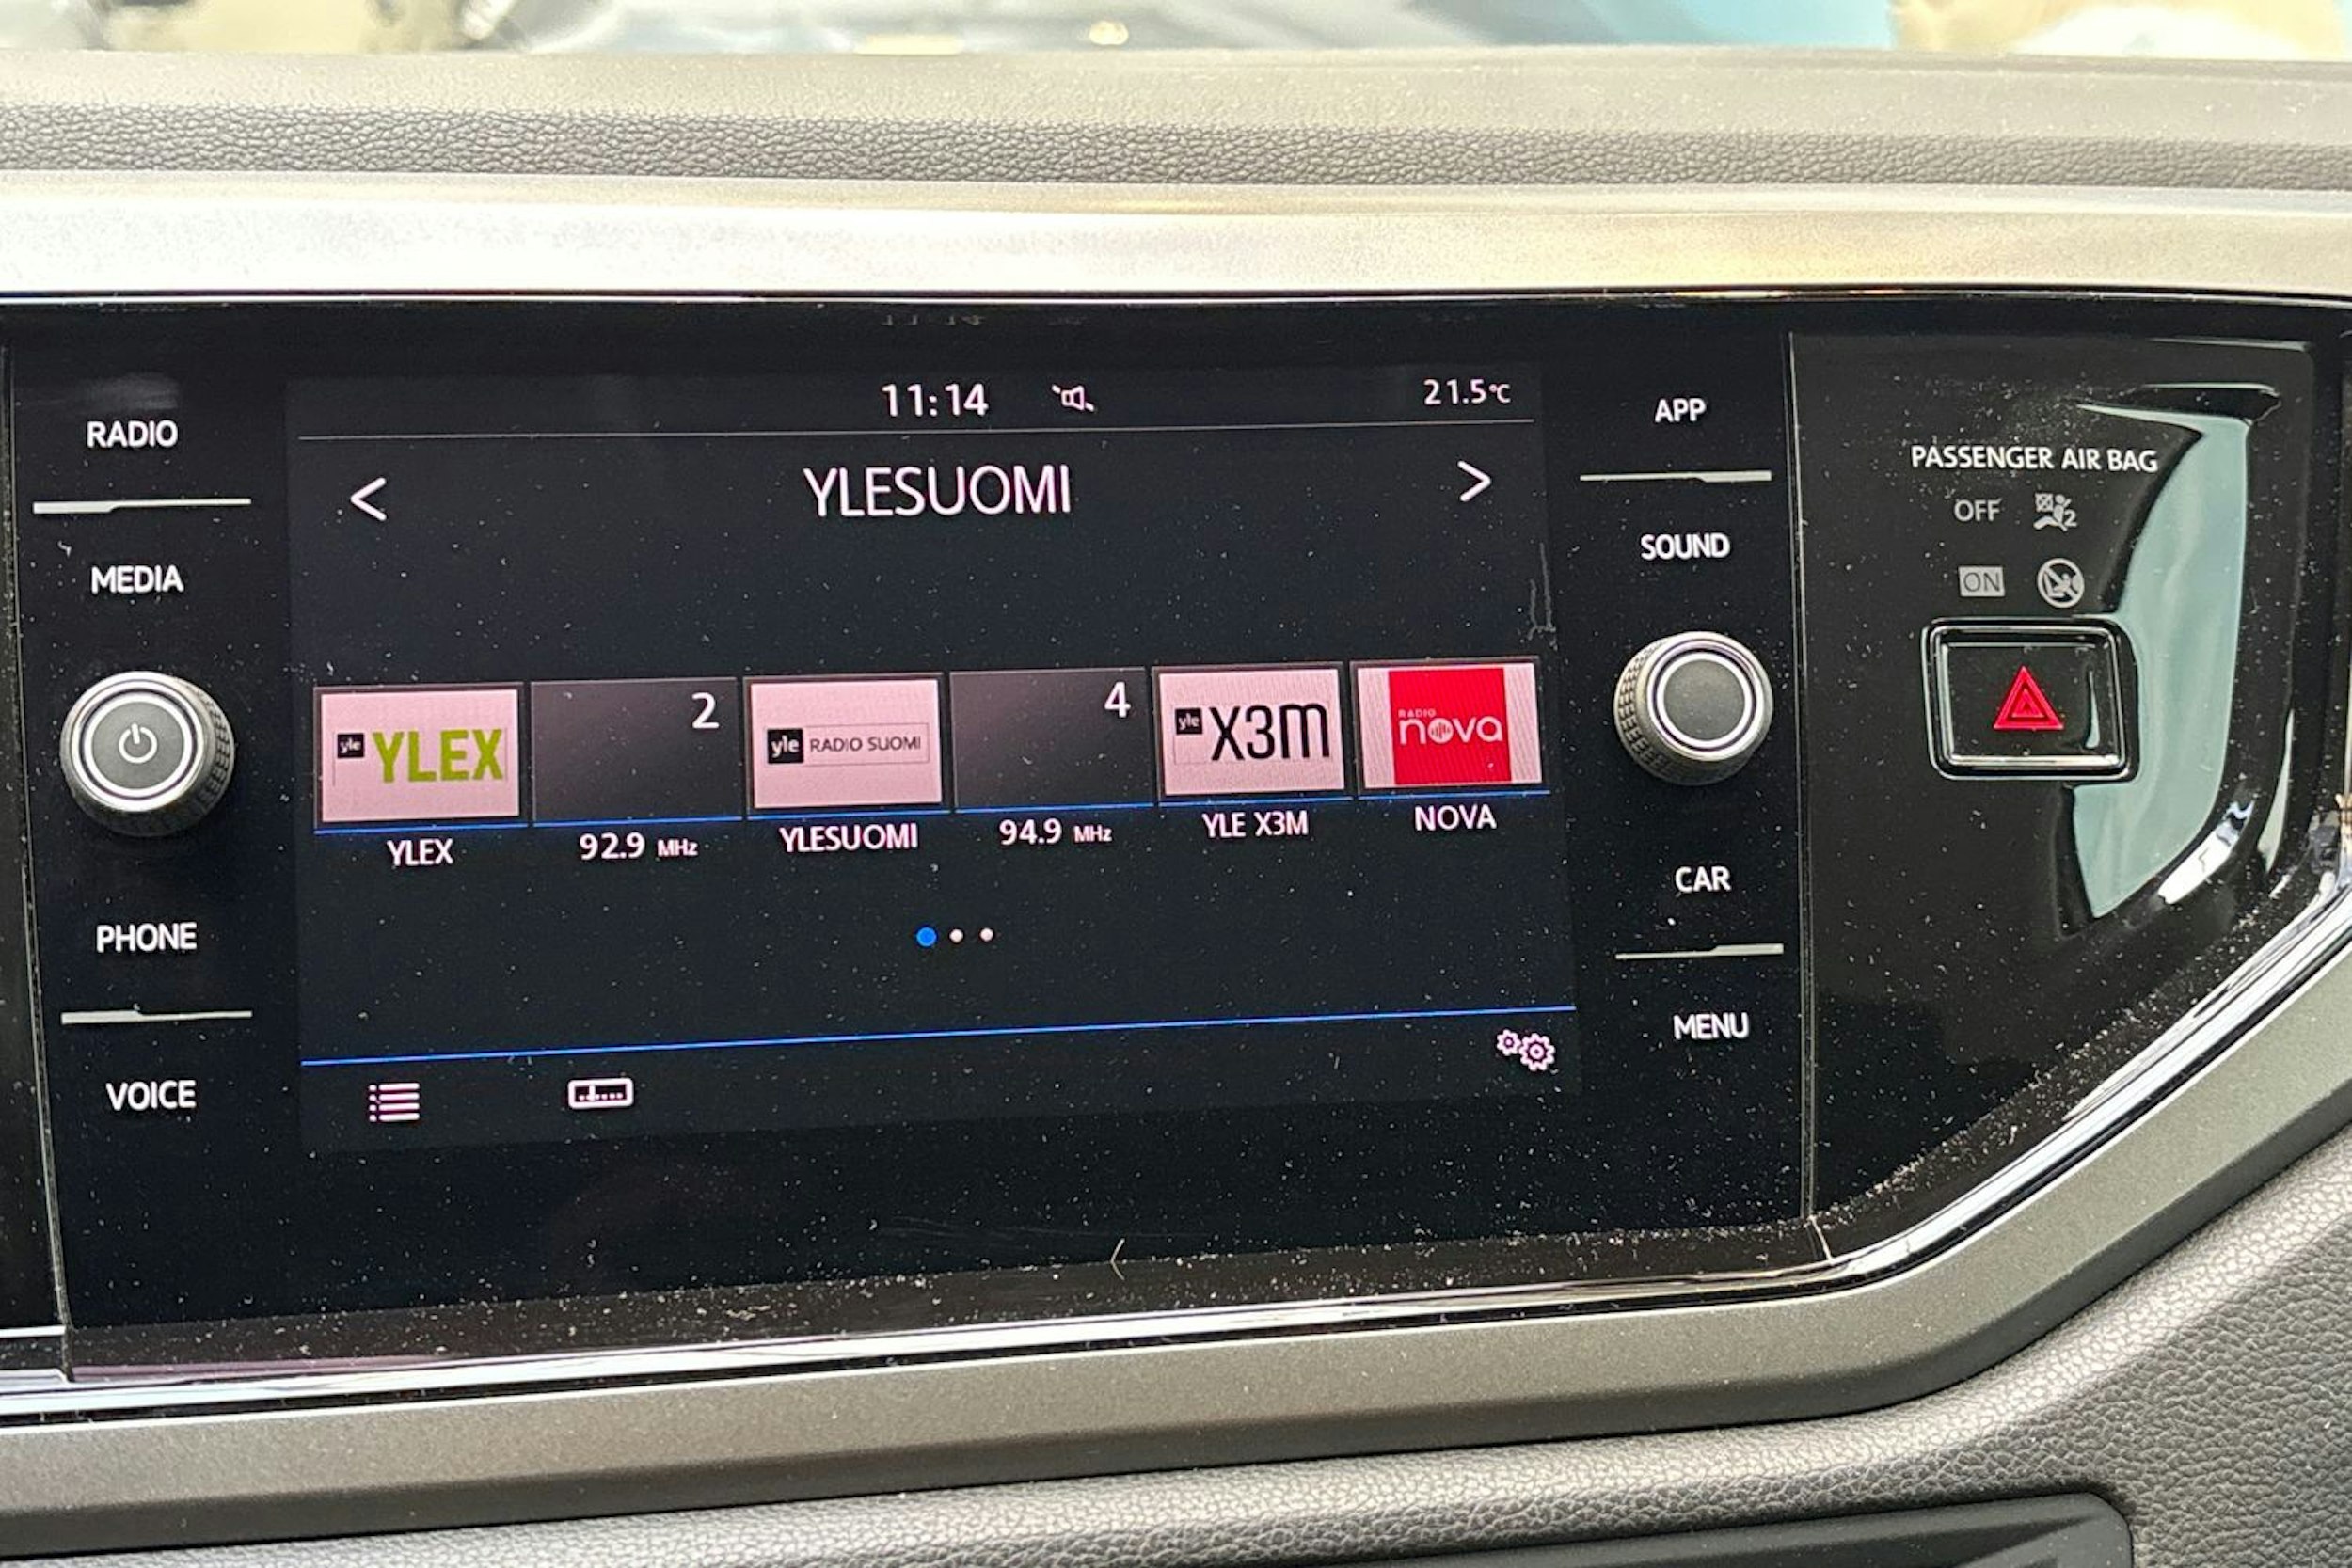 RADIO
MEDIA
PHONE
VOICE
11:14
21.5°C
< YLESUOMI >
yle YLEX
2
yle RADIO SUOMI
4
yle X3M
RADIO nova
YLEX
92.9 MHz
YLESUOMI
94.9 MHz
YLE X3M
NOVA
APP
SOUND
CAR
MENU
PASSENGER AIR BAG
OFF 2
ON